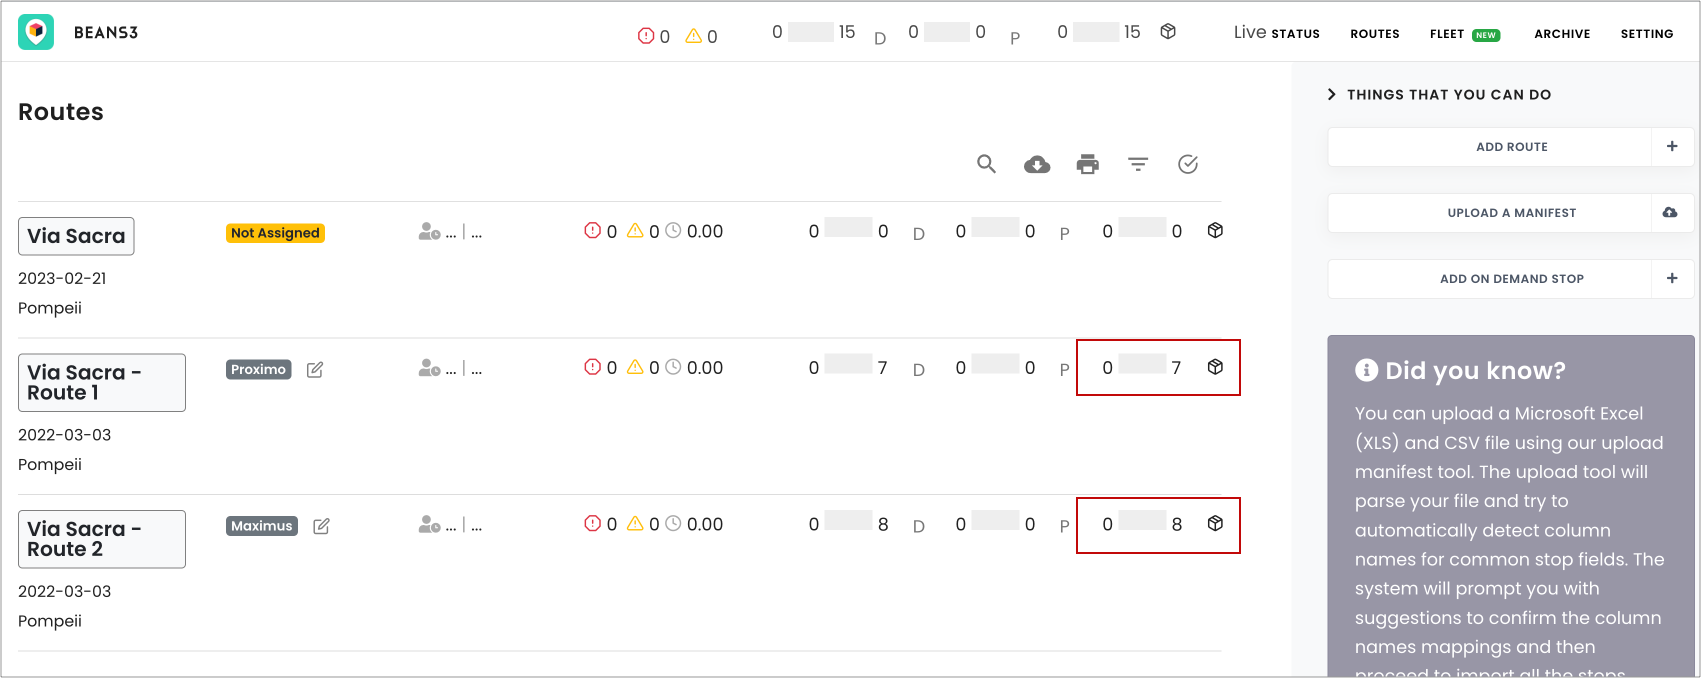 BEANS3
0 0 0 15 D 0 0 P 0 15 Live STATUS ROUTES FLEET NEW ARCHIVE SETTING
Routes
Via Sacra Not Assigned ... | ... 0 0 0.00 0 0 D 0 0 P 0 0
2023-02-21
Pompeii
Via Sacra - Proximo ... | ... 0 0 0.00 0 7 D 0 0 P 0 7
Route 1
2022-03-03
Pompeii
Via Sacra - Maximus ... | ... 0 0 0.00 0 8 D 0 0 P 0 8
Route 2
2022-03-03
Pompeii
THINGS THAT YOU CAN DO
ADD ROUTE +
UPLOAD A MANIFEST
ADD ON DEMAND STOP +
Did you know?
You can upload a Microsoft Excel
(XLS) and CSV file using our upload
manifest tool. The upload tool will
parse your file and try to
automatically detect column
names for common stop fields. The
system will prompt you with
suggestions to confirm the column
names mappings and then
proceed to import all the stops